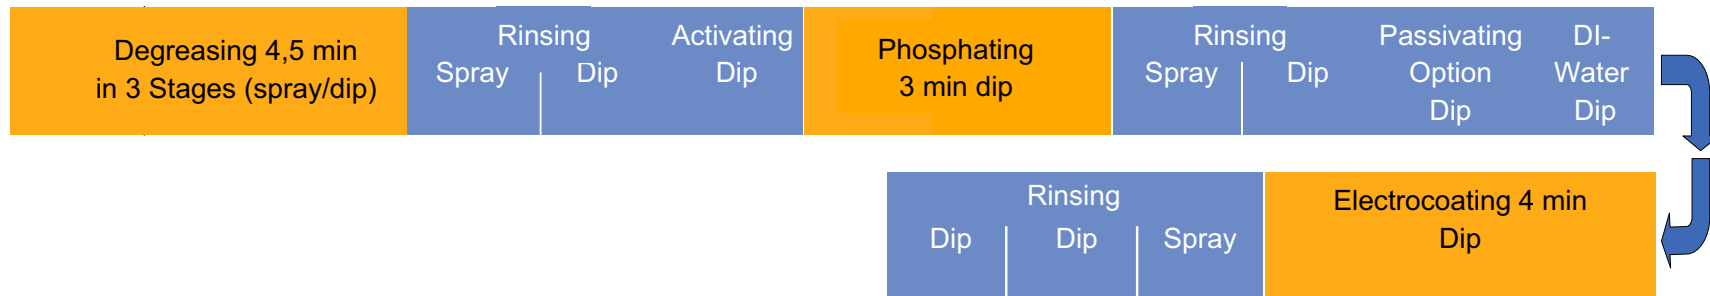 Degreasing 4,5 min
in 3 Stages (spray/dip)
Rinsing
Spray
Dip
Activating
Dip
Phosphating
3 min dip
Rinsing
Spray
Dip
Passivating
Option
Dip
DI-
Water
Dip
Rinsing
Dip
Dip
Spray
Electrocoating 4 min
Dip